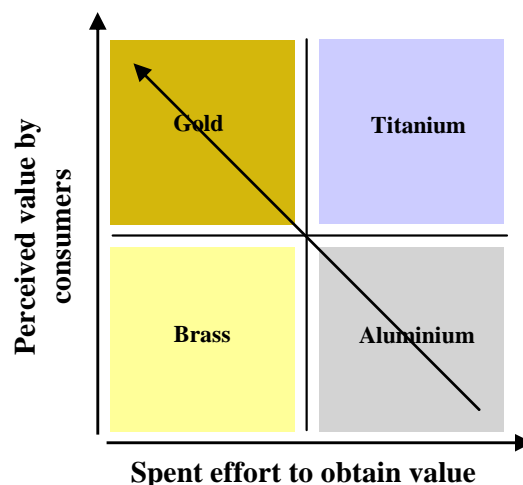 Perceived value by
consumers
Gold
Titanium
Brass
Aluminium
Spent effort to obtain value